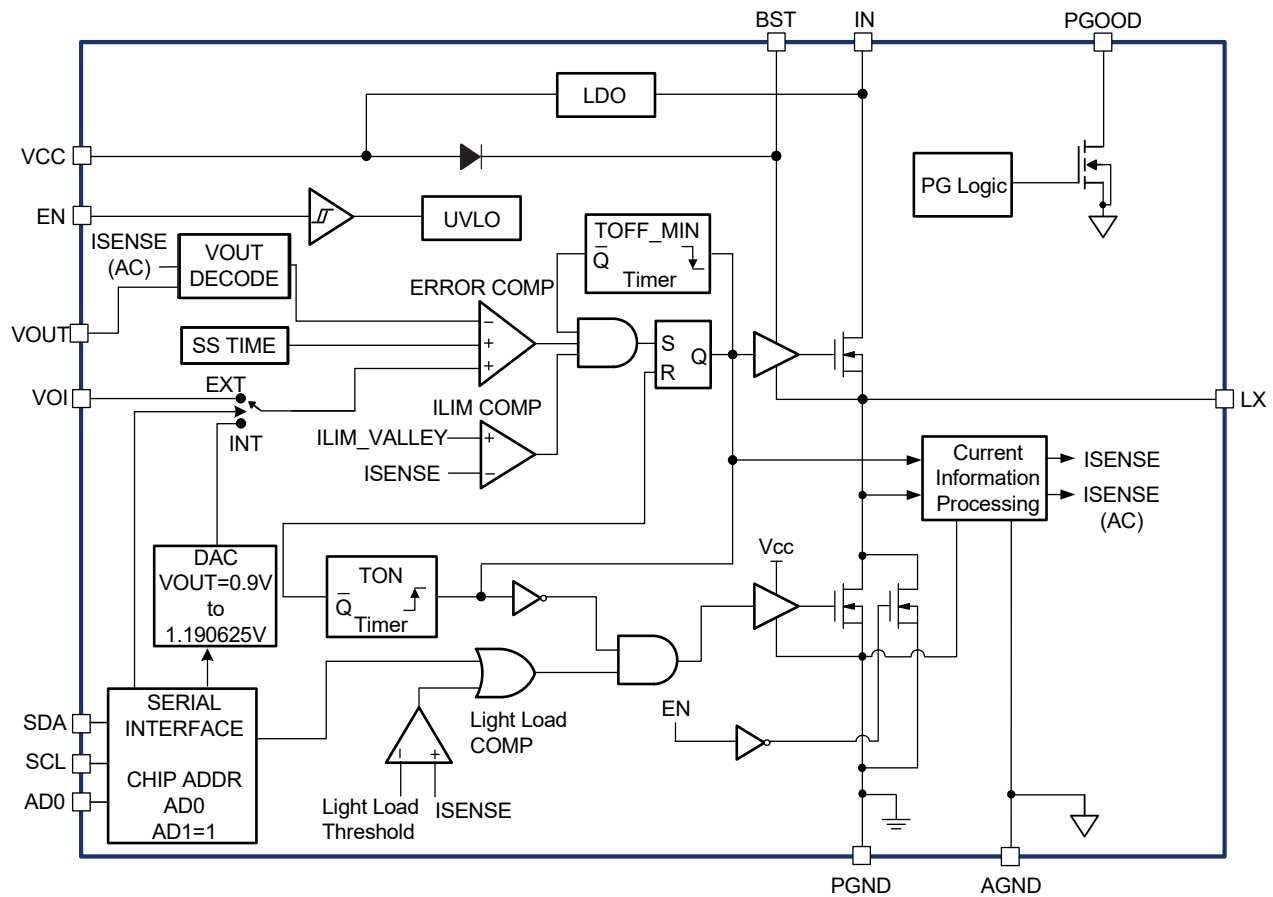 BST
IN
PGOOD
LDO
VCC
PG Logic
EN
UVLO
ISENSE
(AC)
VOUT
DECODE
TOFF_MIN
Q̅
Timer
ERROR COMP
VOUT
−
+
+
SS TIME
S
R
Q
VOI
EXT
INT
LX
ILIM COMP
ILIM_VALLEY
+
ISENSE
−
Current
Information
Processing
ISENSE
ISENSE
(AC)
DAC
VOUT=0.9V
to
1.190625V
TON
Q̅
Timer
Vcc
SERIAL
INTERFACE
CHIP ADDR
AD0
AD1=1
SDA
SCL
AD0
Light Load
COMP
−
+
Light Load
Threshold
ISENSE
EN
PGND
AGND